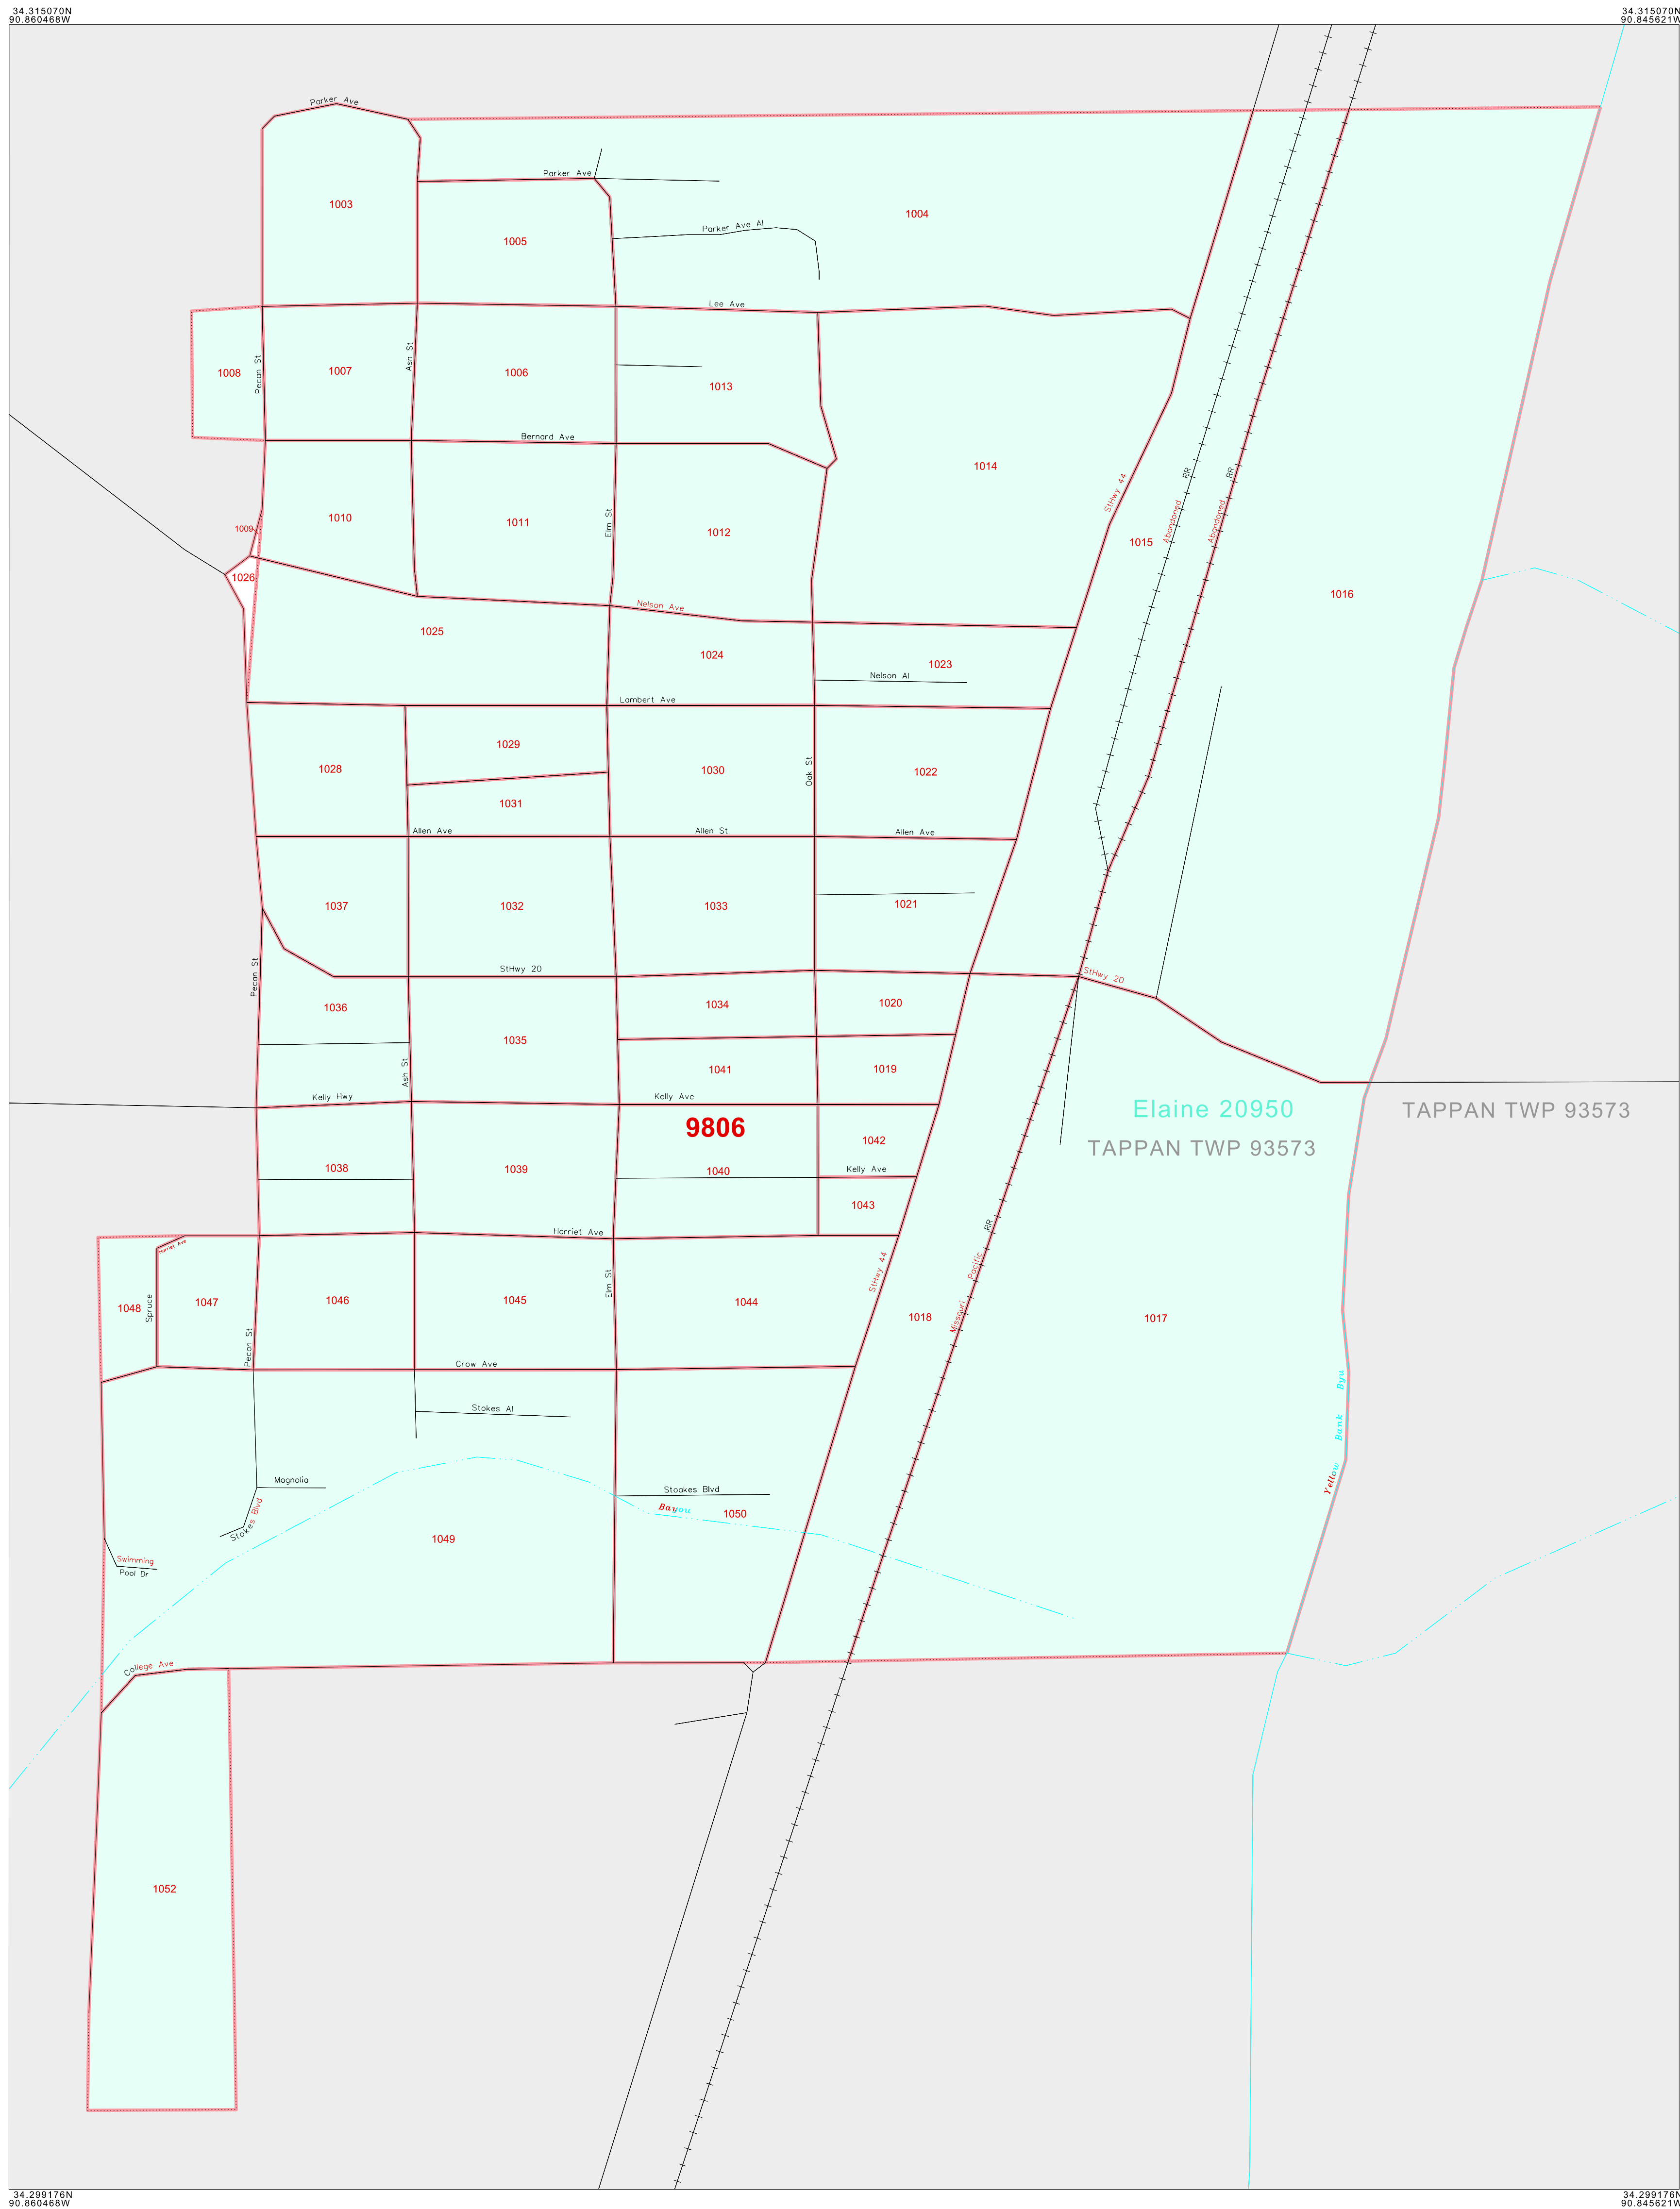 34.315070N
90.860468W
34.315070N
90.845621W
Parker Ave
1003
Parker Ave
1004
Parker Ave Al
1005
Lee Ave
Pecan St
Ash St
1008
1007
1006
1013
Bernard Ave
1014
StHwy 44
Abandoned RR
Abandoned RR
1009
1010
1011
Elm St
1012
1015
1026
1016
Nelson Ave
1025
1024
1023
Nelson Al
Lambert Ave
1029
1028
1030
Oak St
1022
1031
Allen Ave
Allen St
Allen Ave
1037
1032
1033
1021
Pecan St
StHwy 20
StHwy 20
1036
1034
1020
1035
Ash St
1041
1019
Kelly Hwy
Kelly Ave
Elaine 20950
TAPPAN TWP 93573
9806
TAPPAN TWP 93573
1042
1038
1039
1040
Kelly Ave
1043
Harriet Ave
Harriet Ave
StHwy 44
Missouri Pacific RR
1048
Spruce
1047
Pecan St
1046
1045
Elm St
1044
1018
1017
Crow Ave
Yellow Bank Byu
Stokes Al
Magnolia
Stoakes Blvd
Stokes Blvd
Bayou
1050
1049
Swimming
Pool Dr
College Ave
1052
34.299176N
90.860468W
34.299176N
90.845621W